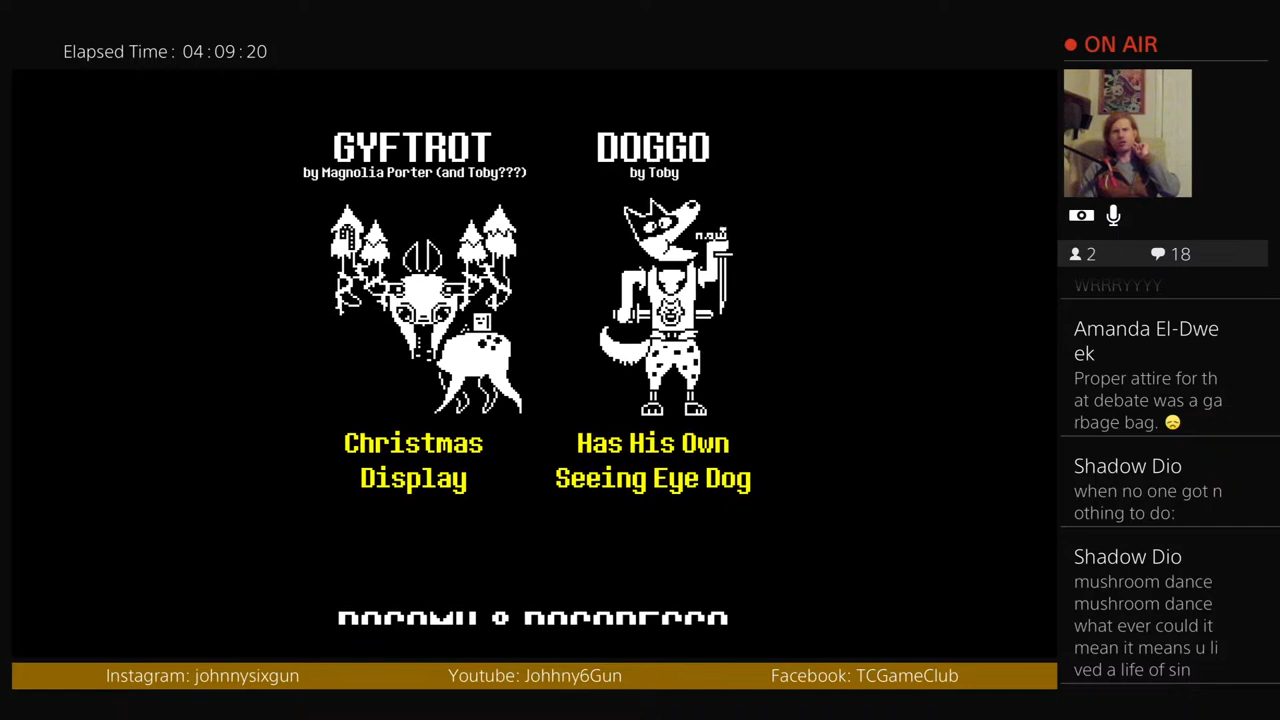 Elapsed Time : 04:09:20
ON AIR
GYFTROT
by Magnolia Porter (and Toby???)
Christmas
Display
DOGGO
by Toby
now
Has His Own
Seeing Eye Dog
2
18
WRRRYYYY
Amanda El-Dwe
ek
Proper attire for th
at debate was a ga
rbage bag. 😞
Shadow Dio
when no one got n
othing to do:
Shadow Dio
mushroom dance
mushroom dance
what ever could it
mean it means u li
ved a life of sin
Instagram: johnnysixgun
Youtube: Johhny6Gun
Facebook: TCGameClub